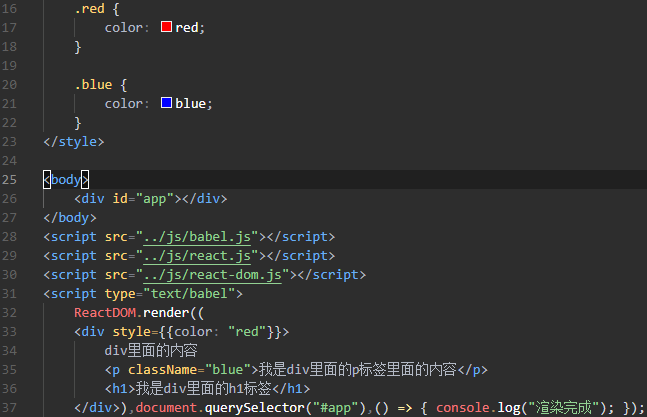 16 .red {
17 color: red;
18 }
19
20 .blue {
21 color: blue;
22 }
23 </style>
24
25 <body>
26 <div id="app"></div>
27 </body>
28 <script src="../js/babel.js"></script>
29 <script src="../js/react.js"></script>
30 <script src="../js/react-dom.js"></script>
31 <script type="text/babel">
32 ReactDOM.render((
33 <div style={{color: "red"}}>
34 div里面的内容
35 <p className="blue">我是div里面的p标签里面的内容</p>
36 <h1>我是div里面的h1标签</h1>
37 </div>),document.querySelector("#app"),() => { console.log("渲染完成"); });